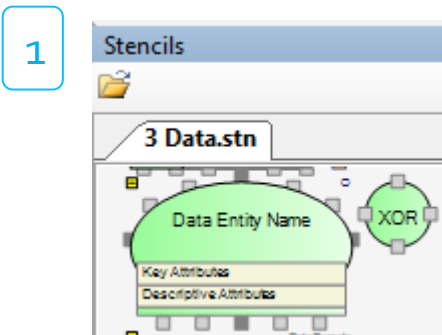 1
Stencils
3 Data.stn
Data Entity Name
XOR
Key Attributes
Descriptive Attributes